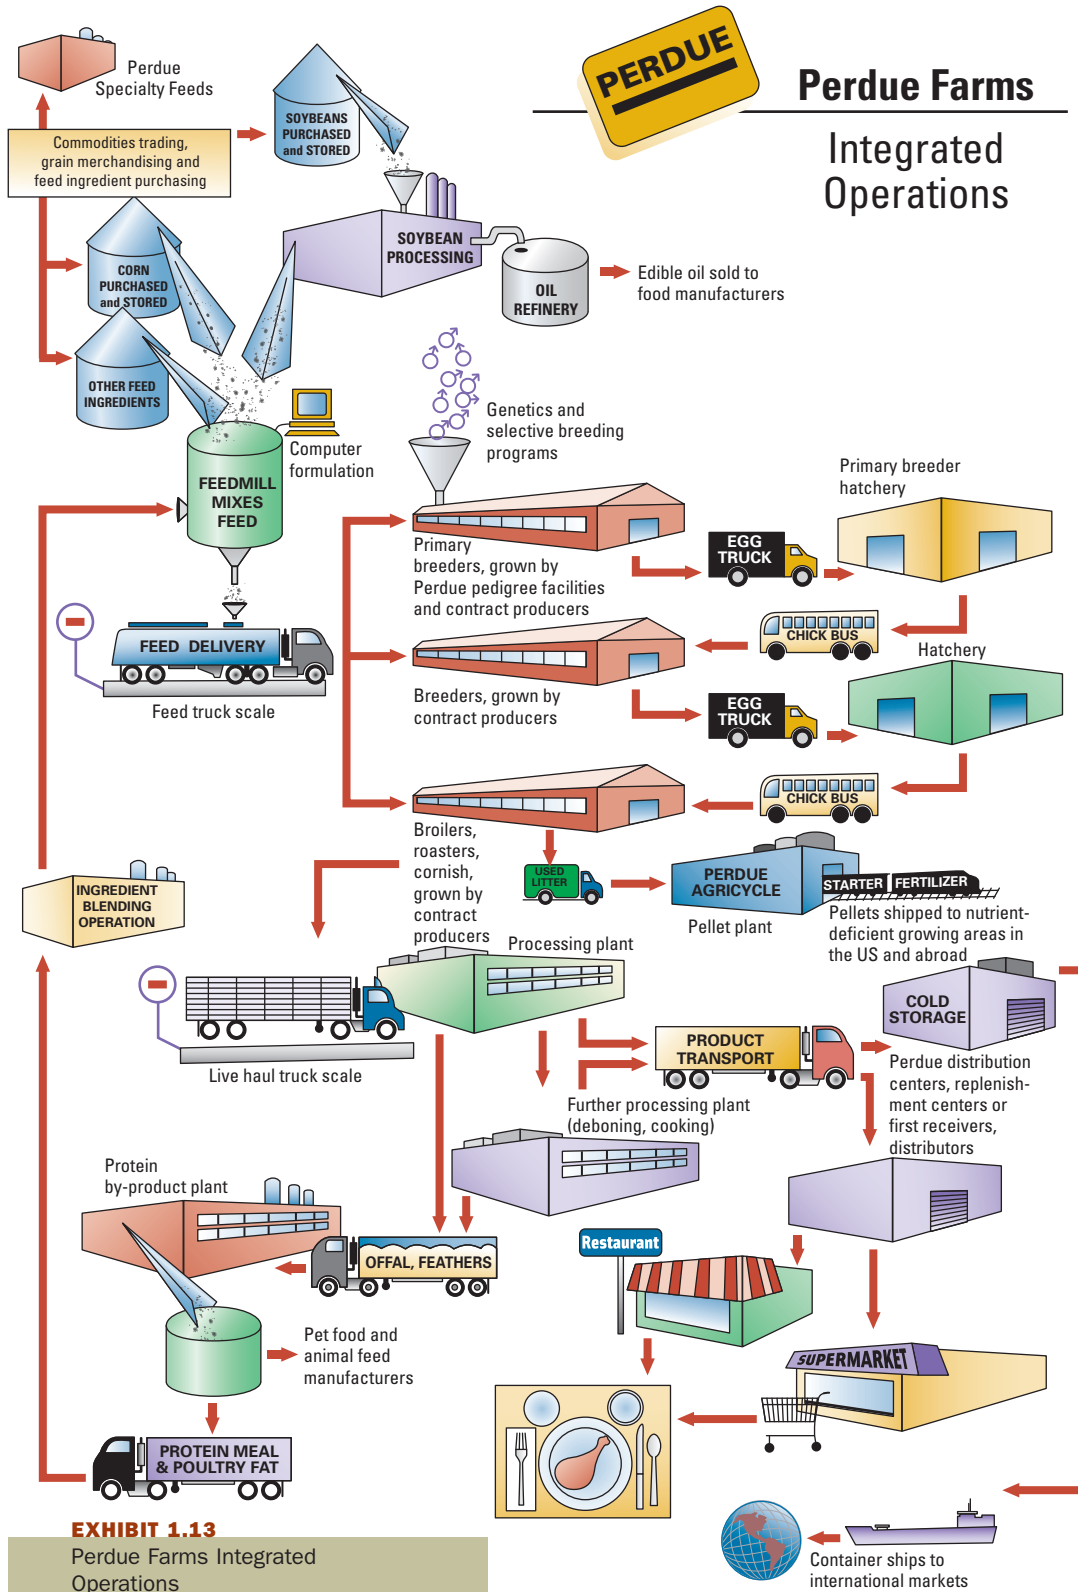 PERDUE
Perdue Farms
Integrated
Operations
Perdue
Specialty Feeds
Commodities trading,
grain merchandising and
feed ingredient purchasing
SOYBEANS
PURCHASED
and STORED
SOYBEAN
PROCESSING
OIL
REFINERY
Edible oil sold to
food manufacturers
CORN
PURCHASED
and STORED
OTHER FEED
INGREDIENTS
Computer
formulation
FEEDMILL
MIXES
FEED
Genetics and
selective breeding
programs
Primary breeder
hatchery
Primary
breeders, grown by
Perdue pedigree facilities
and contract producers
EGG
TRUCK
CHICK BUS
FEED DELIVERY
Feed truck scale
Breeders, grown by
contract producers
EGG
TRUCK
Hatchery
CHICK BUS
Broilers,
roasters,
cornish,
grown by
contract
producers
USED
LITTER
PERDUE
AGRICYCLE
Pellet plant
STARTER
FERTILIZER
Pellets shipped to nutrient-
deficient growing areas in
the US and abroad
INGREDIENT
BLENDING
OPERATION
Processing plant
Live haul truck scale
PRODUCT
TRANSPORT
COLD
STORAGE
Perdue distribution
centers, replenish-
ment centers or
first receivers,
distributors
Further processing plant
(deboning, cooking)
Protein
by-product plant
OFFAL, FEATHERS
Restaurant
Pet food and
animal feed
manufacturers
SUPERMARKET
PROTEIN MEAL
& POULTRY FAT
Container ships to
international markets
EXHIBIT 1.13
Perdue Farms Integrated
Operations